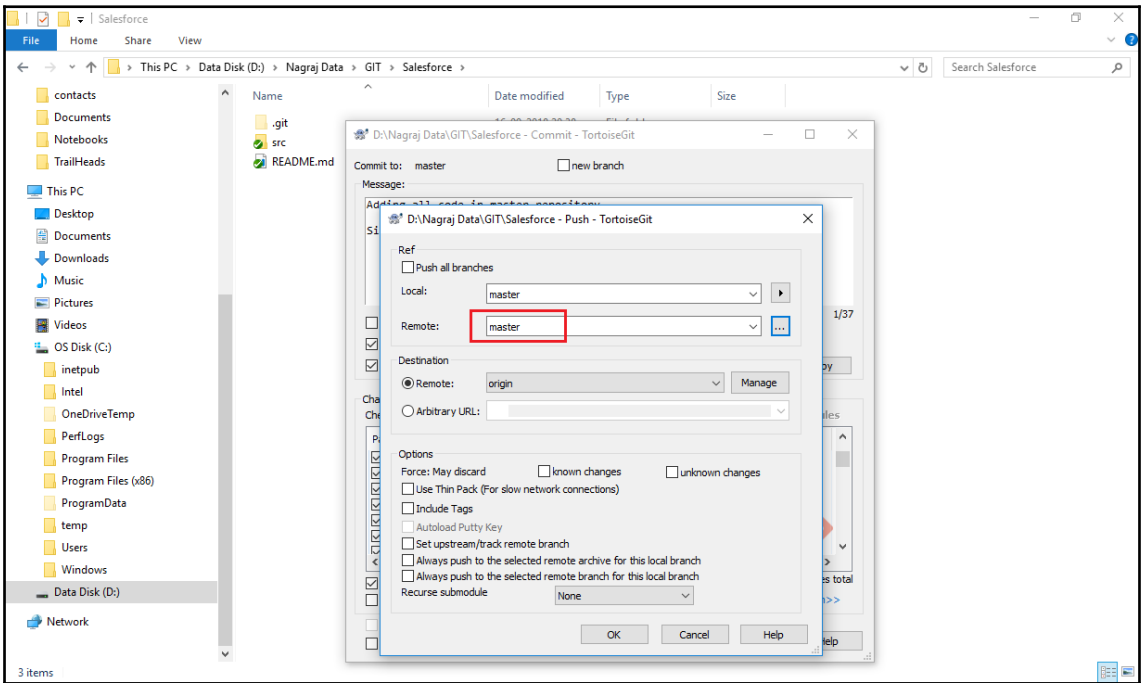 Salesforce
File Home Share View
This PC > Data Disk (D:) > Nagraj Data > GIT > Salesforce >
Search Salesforce
contacts
Documents
Notebooks
TrailHeads
This PC
Desktop
Documents
Downloads
Music
Pictures
Videos
OS Disk (C:)
inetpub
Intel
OneDriveTemp
PerfLogs
Program Files
Program Files (x86)
ProgramData
temp
Users
Windows
Data Disk (D:)
Network
3 items
Name Date modified Type Size
.git
src
README.md
D:\Nagraj Data\GIT\Salesforce - Commit - TortoiseGit
Commit to: master new branch
Message:
Adding all code in master repository
1/37
D:\Nagraj Data\GIT\Salesforce - Push - TortoiseGit
Ref
Push all branches
Local: master
Remote: master ...
Destination
Remote: origin Manage
Arbitrary URL:
Options
Force: May discard known changes unknown changes
Use Thin Pack (For slow network connections)
Include Tags
Autoload Putty Key
Set upstream/track remote branch
Always push to the selected remote archive for this local branch
Always push to the selected remote branch for this local branch
Recurse submodule None
OK Cancel Help
total
>>